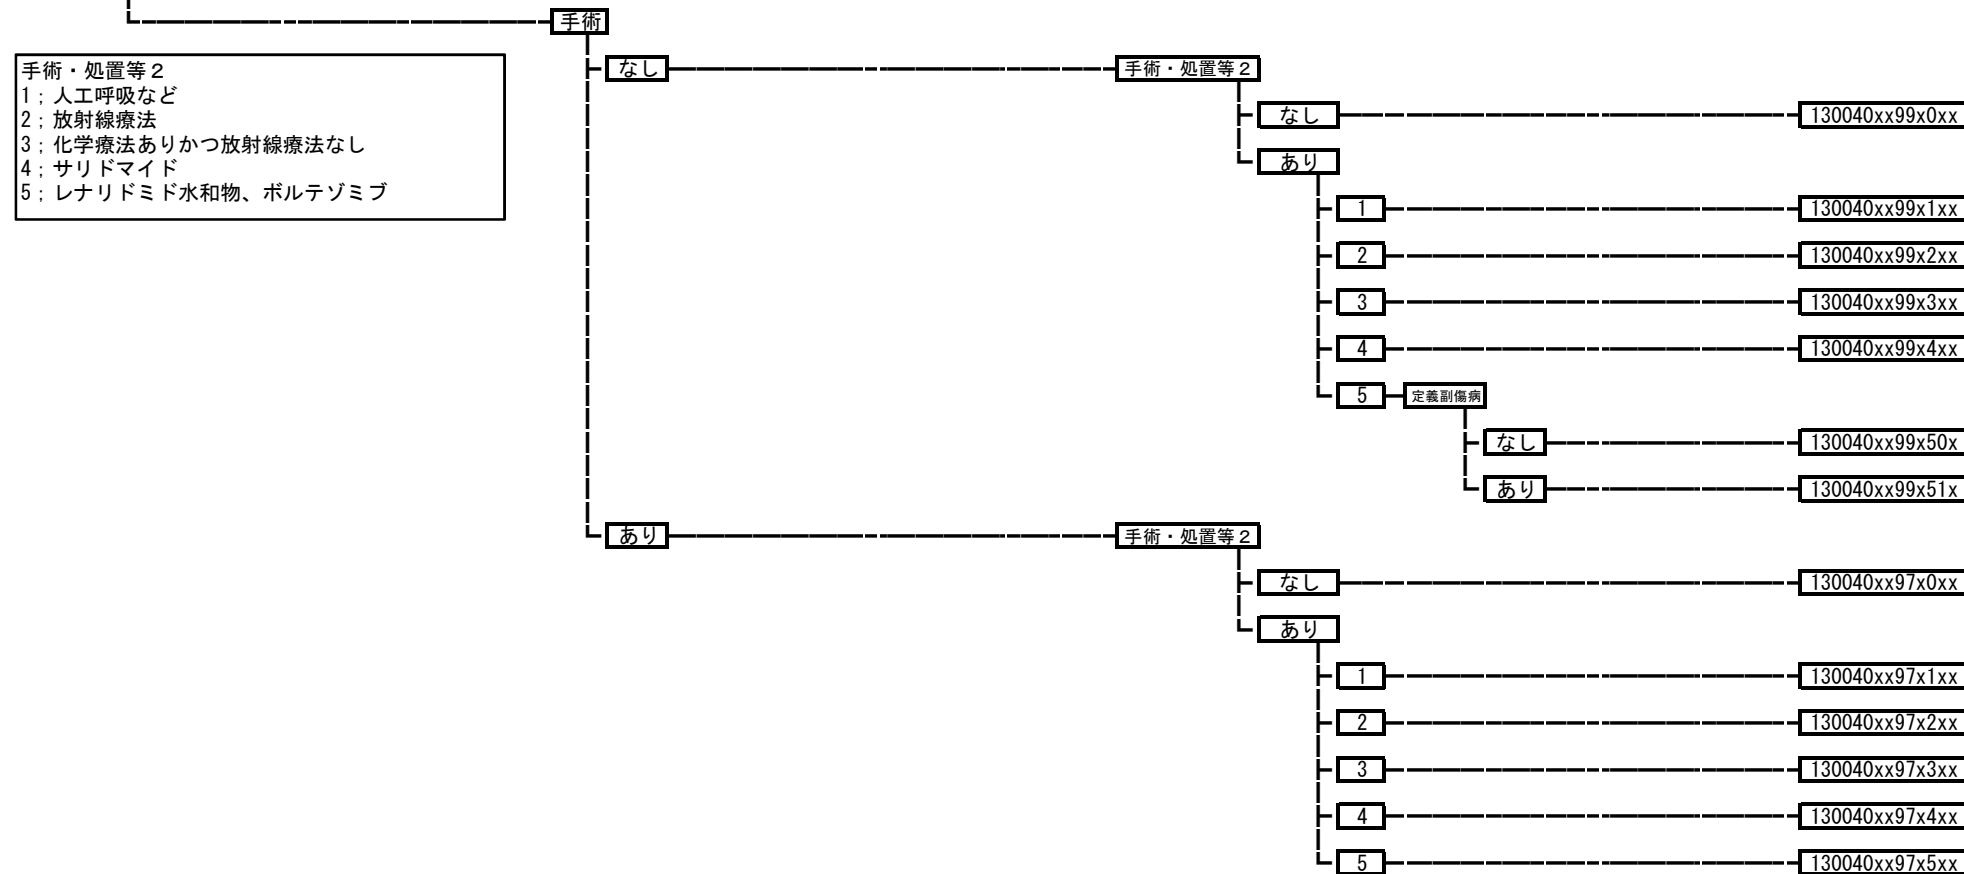 手術
手術・処置等２
1；人工呼吸など
2；放射線療法
3；化学療法ありかつ放射線療法なし
4；サリドマイド
5；レナリドミド水和物、ボルテゾミブ
なし
手術・処置等２
なし
130040xx99x0xx
あり
1
130040xx99x1xx
2
130040xx99x2xx
3
130040xx99x3xx
4
130040xx99x4xx
5
定義副傷病
なし
130040xx99x50x
あり
130040xx99x51x
あり
手術・処置等２
なし
130040xx97x0xx
あり
1
130040xx97x1xx
2
130040xx97x2xx
3
130040xx97x3xx
4
130040xx97x4xx
5
130040xx97x5xx